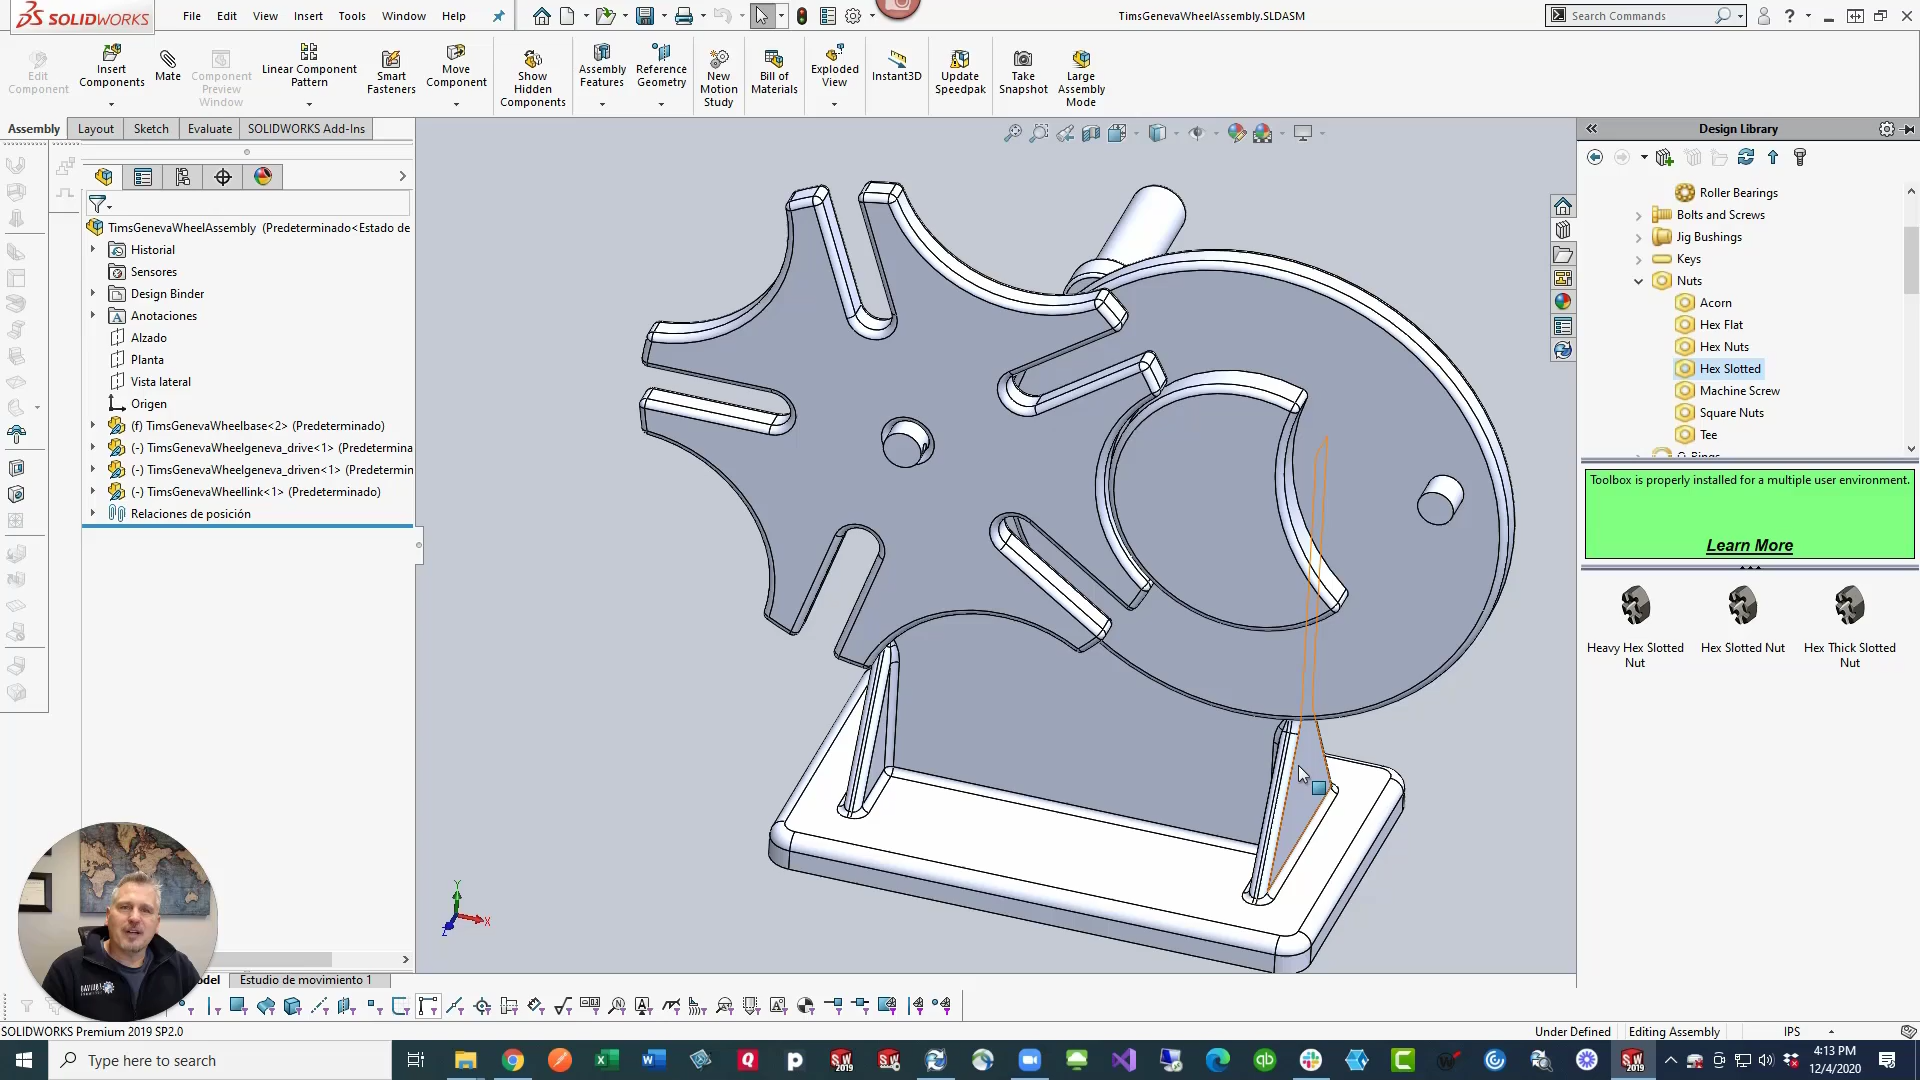 SOLIDWORKS
File Edit View Insert Tools Window Help
TimsGenevaWheelAssembly.SLDASM
Search Commands
Edit Component
Insert Components
Mate
Component Preview Window
Linear Component Pattern
Smart Fasteners
Move Component
Show Hidden Components
Assembly Features
Reference Geometry
New Motion Study
Bill of Materials
Exploded View
Instant3D
Update Speedpak
Take Snapshot
Large Assembly Mode
Assembly Layout Sketch Evaluate SOLIDWORKS Add-Ins
TimsGenevaWheelAssembly (Predeterminado<Estado de
Historial
Sensores
Design Binder
Anotaciones
Alzado
Planta
Vista lateral
Origen
(f) TimsGenevaWheelbase<2> (Predeterminado)
(-) TimsGenevaWheelgeneva_drive<1> (Predetermina
(-) TimsGenevaWheelgeneva_driven<1> (Predetermin
(-) TimsGenevaWheellink<1> (Predeterminado)
Relaciones de posición
Design Library
Roller Bearings
Bolts and Screws
Jig Bushings
Keys
Nuts
Acorn
Hex Flat
Hex Nuts
Hex Slotted
Machine Screw
Square Nuts
Tee
O-Rings
Toolbox is properly installed for a multiple user environment.
Learn More
Heavy Hex Slotted Nut
Hex Slotted Nut
Hex Thick Slotted Nut
Y
X
Z
odel Estudio de movimiento 1
SOLIDWORKS Premium 2019 SP2.0
Under Defined Editing Assembly IPS
Type here to search
4:13 PM
12/4/2020